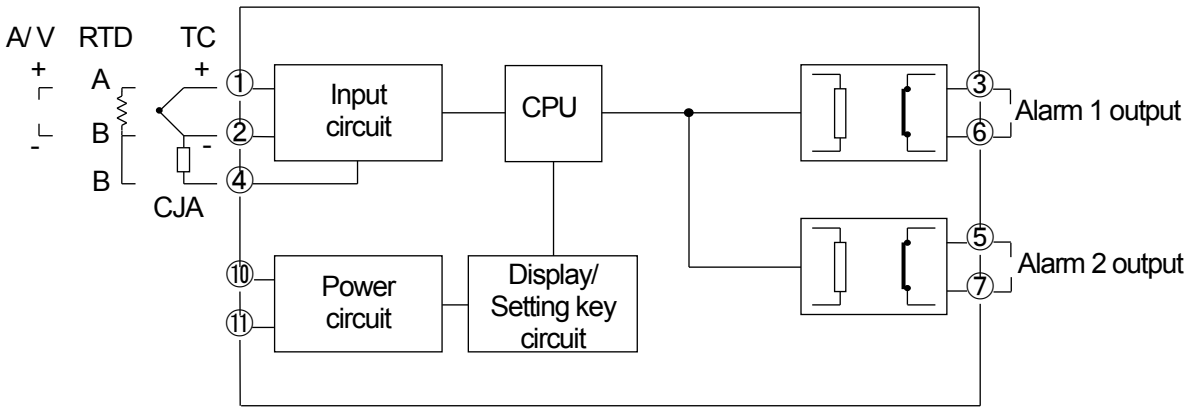 A/V RTD TC
+
-
A
B
B
+
-
CJA
①
②
④
⑩
⑪
Input
circuit
CPU
Power
circuit
Display/
Setting key
circuit
③
⑥
Alarm 1 output
⑤
⑦
Alarm 2 output